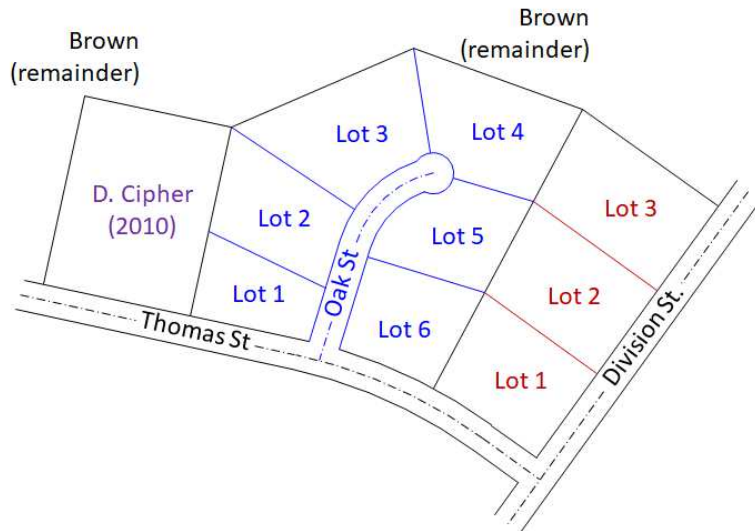 Brown
(remainder)
Brown
(remainder)
Lot 3
Lot 4
D. Cipher
(2010)
Lot 2
Lot 3
Lot 5
Lot 1
Oak St
Lot 2
Thomas St
Lot 6
Division St.
Lot 1